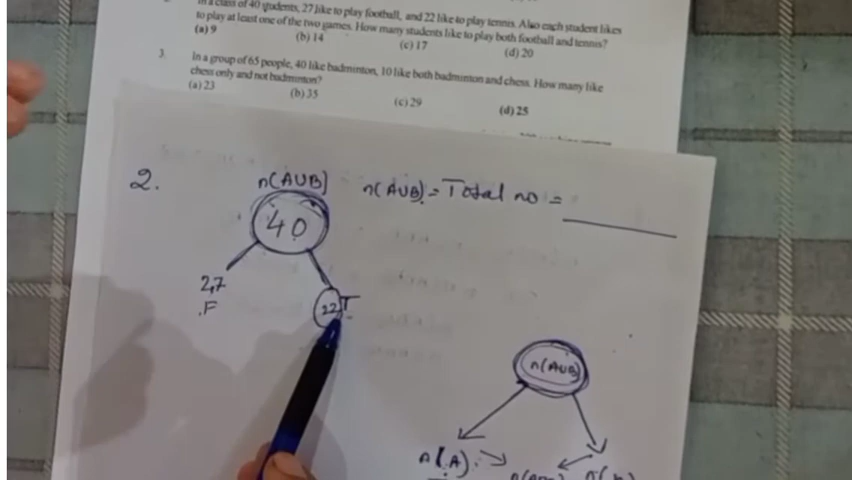 In a class of 40 students, 27 like to play football, and 22 like to play tennis. Also each student likes
to play at least one of the two games. How many students like to play both football and tennis?
(a) 9 (b) 14 (c) 17 (d) 20
3. In a group of 65 people, 40 like badminton, 10 like both badminton and chess. How many like
chess only and not badminton?
(a) 23 (b) 35 (c) 29 (d) 25
2. n(AUB) n(AUB) = Total no =
40
27 22 T
F
n(AUB)
n(A)